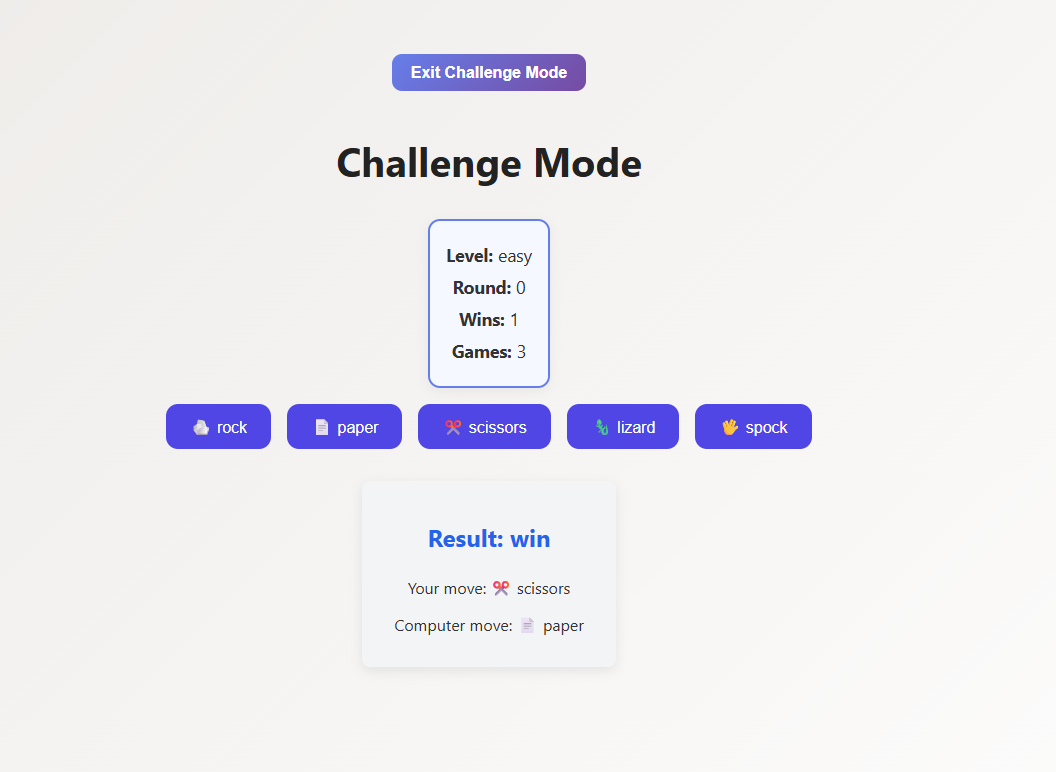 Exit Challenge Mode
Challenge Mode
Level: easy
Round: 0
Wins: 1
Games: 3
rock paper scissors lizard spock
Result: win
Your move: scissors
Computer move: paper